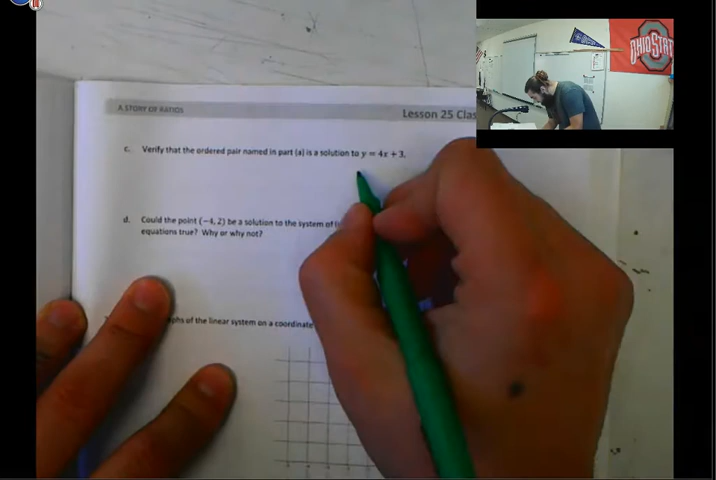 OHIO STATE
A STORY OF RATIOS
Lesson 25 Clas
c. Verify that the ordered pair named in part (a) is a solution to y = 4x + 3.
d. Could the point (−4, 2) be a solution to the system of
equations true? Why or why not?
phs of the linear system on a coordinate